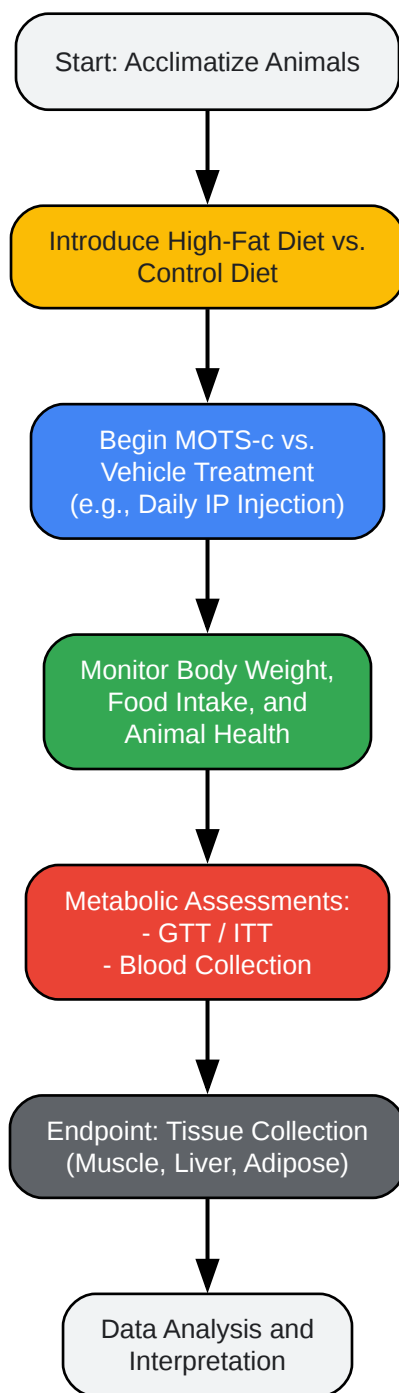 Start: Acclimatize Animals
Introduce High-Fat Diet vs.
Control Diet
Begin MOTS-c vs.
Vehicle Treatment
(e.g., Daily IP Injection)
Monitor Body Weight,
Food Intake, and
Animal Health
Metabolic Assessments:
- GTT / ITT
- Blood Collection
Endpoint: Tissue Collection
(Muscle, Liver, Adipose)
Data Analysis and
Interpretation